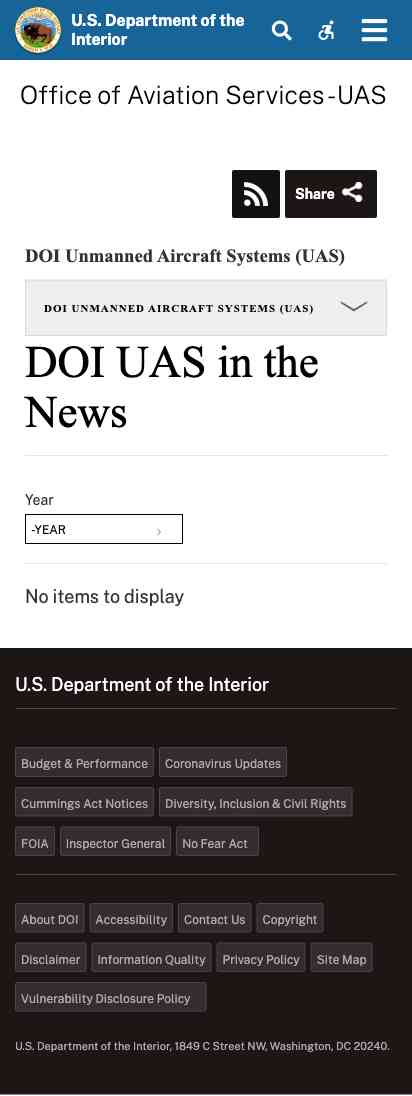 U.S. Department of the
Interior
Office of Aviation Services-UAS
Share
DOI Unmanned Aircraft Systems (UAS)
DOI UNMANNED AIRCRAFT SYSTEMS (UAS)
DOI UAS in the
News
Year
-YEAR
No items to display
U.S. Department of the Interior
Budget & Performance Coronavirus Updates
Cummings Act Notices Diversity, Inclusion & Civil Rights
FOIA Inspector General No Fear Act
About DOI Accessibility Contact Us Copyright
Disclaimer Information Quality Privacy Policy Site Map
Vulnerability Disclosure Policy
U.S. Department of the Interior, 1849 C Street NW, Washington, DC 20240.